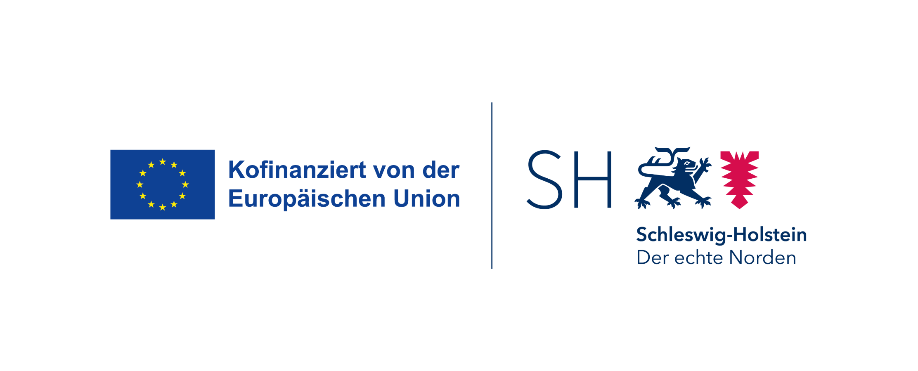 Kofinanziert von der
Europäischen Union
SH
Schleswig-Holstein
Der echte Norden